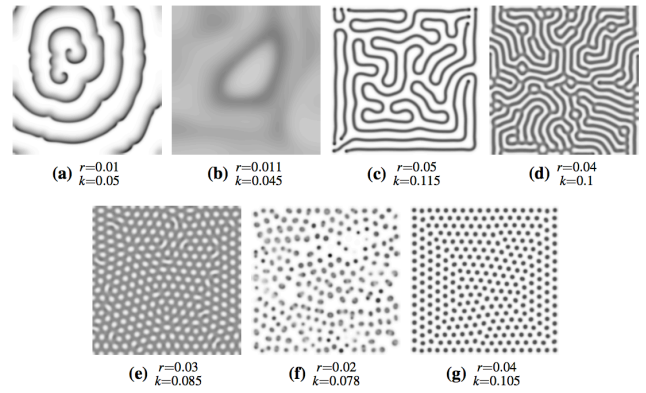 (a) r=0.01
k=0.05
(b) r=0.011
k=0.045
(c) r=0.05
k=0.115
(d) r=0.04
k=0.1
(e) r=0.03
k=0.085
(f) r=0.02
k=0.078
(g) r=0.04
k=0.105